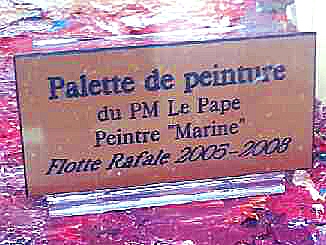 Palette de peinture
du PM Le Pape
Peintre "Marine"
Flotte Rafale 2005-2008